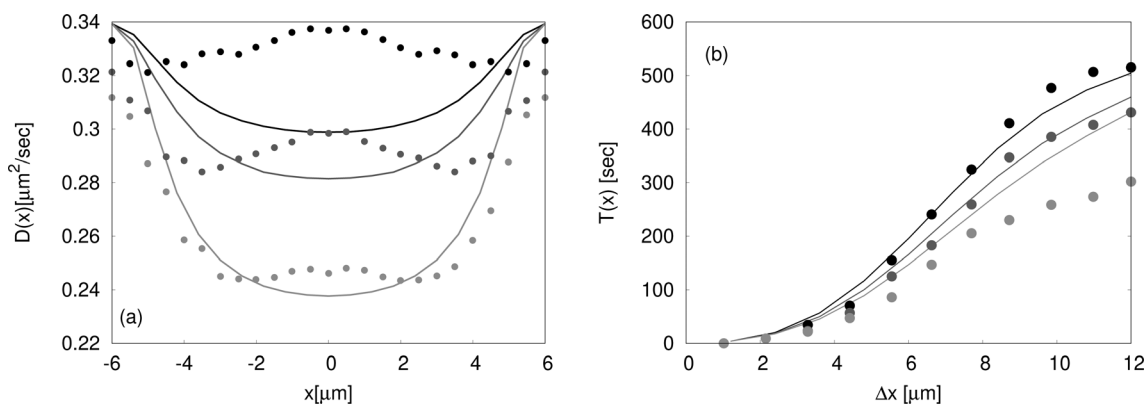 0.34
0.32
0.3
0.28
0.26
0.24
0.22
D(x)[μm²/sec]
(a)
-6 -4 -2 0 2 4 6
x[μm]
600
500
400
300
200
100
0
T(x) [sec]
(b)
0 2 4 6 8 10 12
Δx [μm]